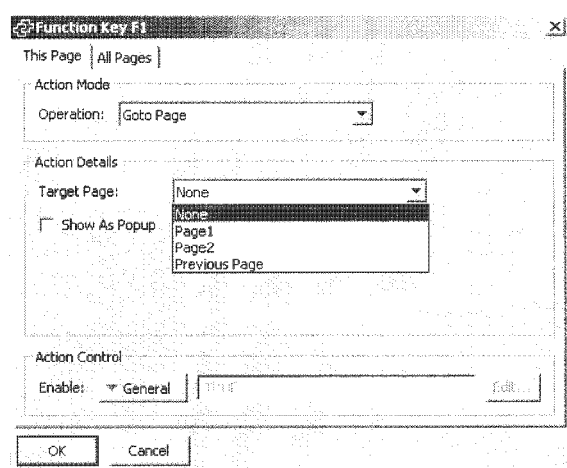 Function Key F1
This Page All Pages
Action Mode
Operation: Goto Page
Action Details
Target Page: None
None
Show As Popup
Page1
Page2
Previous Page
Action Control
Enable: General True Edit...
OK Cancel